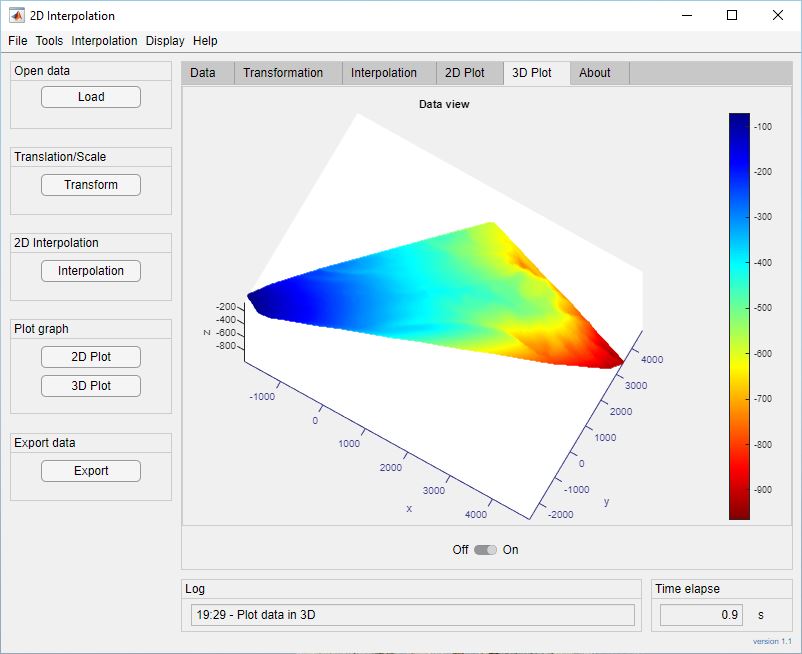 2D Interpolation
File Tools Interpolation Display Help
Open data
Load
Translation/Scale
Transform
2D Interpolation
Interpolation
Plot graph
2D Plot
3D Plot
Export data
Export
Data Transformation Interpolation 2D Plot 3D Plot About
Data view
-200
-400
-600
-800
z
-1000
0
1000
2000
3000
4000
x
-2000
-1000
0
1000
2000
3000
4000
y
-100
-200
-300
-400
-500
-600
-700
-800
-900
Off On
Log
19:29 - Plot data in 3D
Time elapse
0.9 s
version 1.1